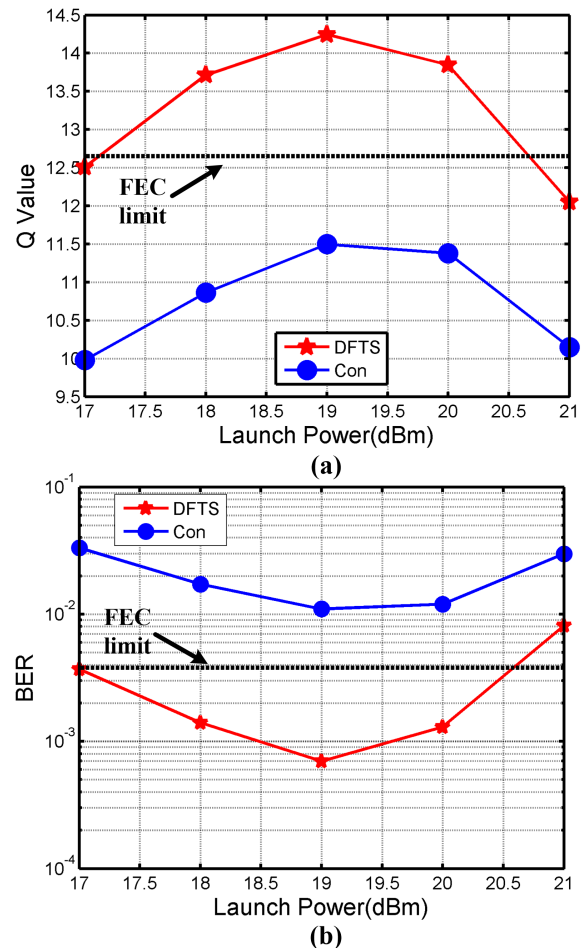 14.5
14
13.5
13
12.5
12
11.5
11
10.5
10
9.5
Q Value
FEC
limit
DFTS
Con
17 17.5 18 18.5 19 19.5 20 20.5 21
Launch Power(dBm)
(a)
10-1
10-2
10-3
10-4
BER
DFTS
Con
FEC
limit
17 17.5 18 18.5 19 19.5 20 20.5 21
Launch Power(dBm)
(b)